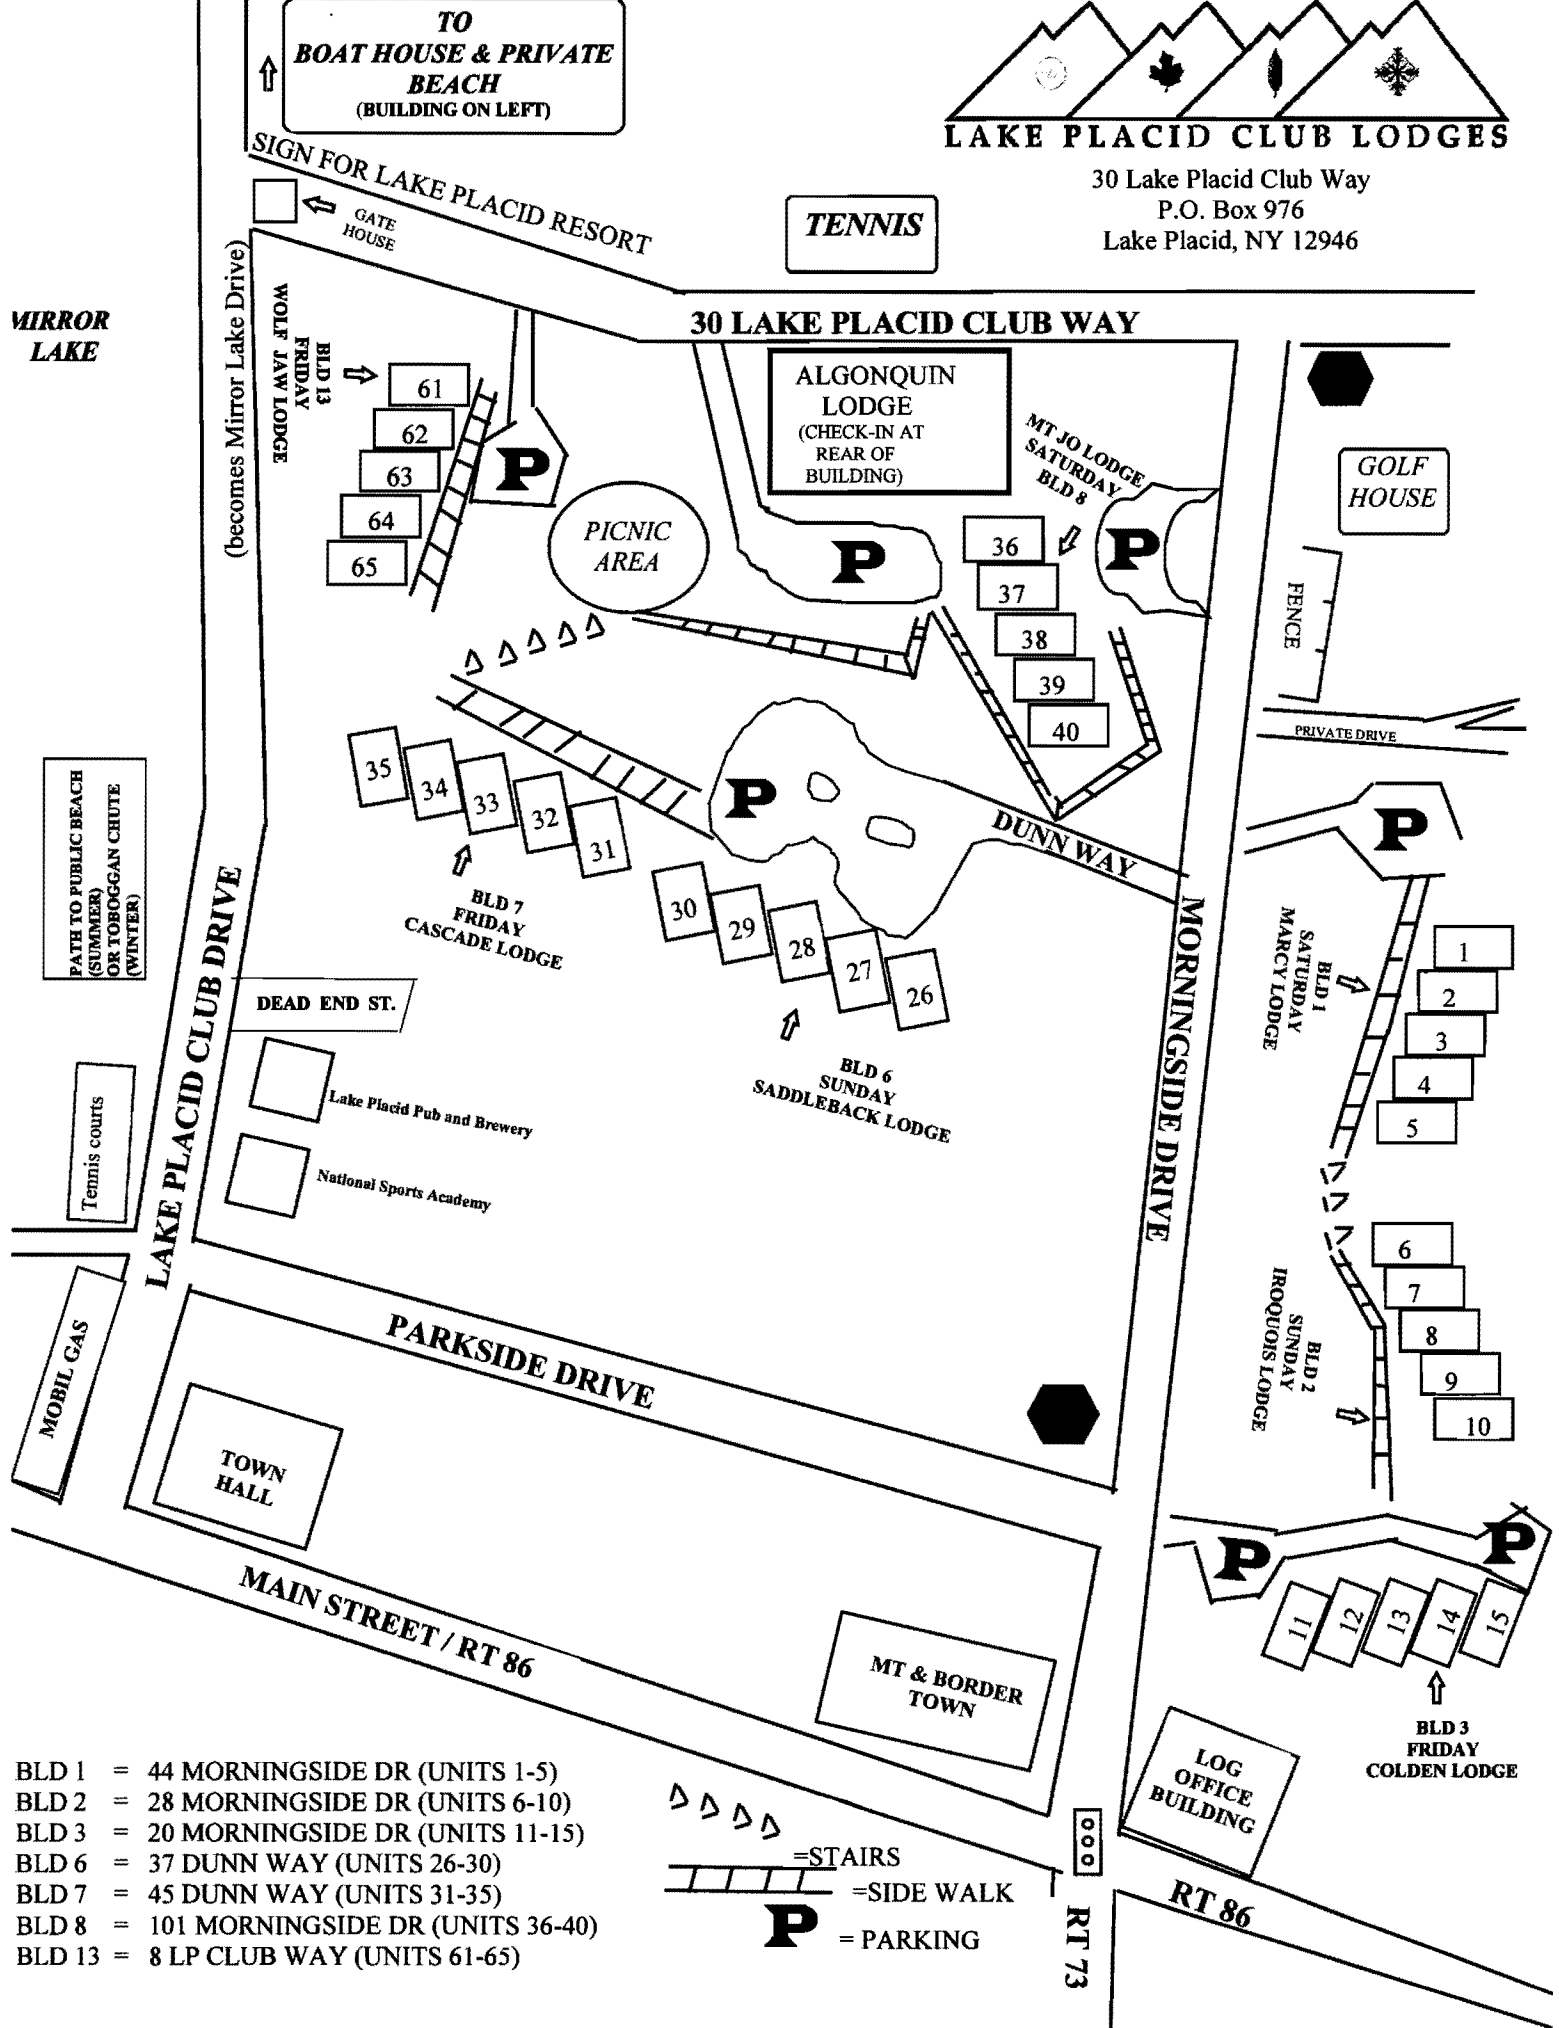 TO
BOAT HOUSE & PRIVATE
BEACH
(BUILDING ON LEFT)
LAKE PLACID CLUB LODGES
30 Lake Placid Club Way
P.O. Box 976
Lake Placid, NY 12946
SIGN FOR LAKE PLACID RESORT
GATE
HOUSE
TENNIS
MIRROR
LAKE
(becomes Mirror Lake Drive)
30 LAKE PLACID CLUB WAY
BLD 13
FRIDAY
WOLF JAW LODGE
61
62
63
64
65
P
PICNIC
AREA
ALGONQUIN
LODGE
(CHECK-IN AT
REAR OF
BUILDING)
P
MT JO LODGE
SATURDAY
BLD 8
36
37
38
39
40
P
GOLF
HOUSE
FENCE
PRIVATE DRIVE
35
34
33
32
31
P
DUNN WAY
P
BLD 7
FRIDAY
CASCADE LODGE
30
29
28
27
26
BLD 6
SUNDAY
SADDLEBACK LODGE
PATH TO PUBLIC BEACH
(SUMMER)
OR TOBOGGAN CHUTE
(WINTER)
LAKE PLACID CLUB DRIVE
DEAD END ST.
Lake Placid Pub and Brewery
National Sports Academy
Tennis courts
MORNINGSIDE DRIVE
BLD 1
SATURDAY
MARCY LODGE
1
2
3
4
5
BLD 2
SUNDAY
IROQUOIS LODGE
6
7
8
9
10
MOBIL GAS
PARKSIDE DRIVE
TOWN
HALL
MAIN STREET / RT 86
MT & BORDER
TOWN
P
P
11
12
13
14
15
BLD 3
FRIDAY
COLDEN LODGE
LOG
OFFICE
BUILDING
RT 86
RT 73
BLD 1 = 44 MORNINGSIDE DR (UNITS 1-5)
BLD 2 = 28 MORNINGSIDE DR (UNITS 6-10)
BLD 3 = 20 MORNINGSIDE DR (UNITS 11-15)
BLD 6 = 37 DUNN WAY (UNITS 26-30)
BLD 7 = 45 DUNN WAY (UNITS 31-35)
BLD 8 = 101 MORNINGSIDE DR (UNITS 36-40)
BLD 13 = 8 LP CLUB WAY (UNITS 61-65)
=STAIRS
=SIDE WALK
P = PARKING